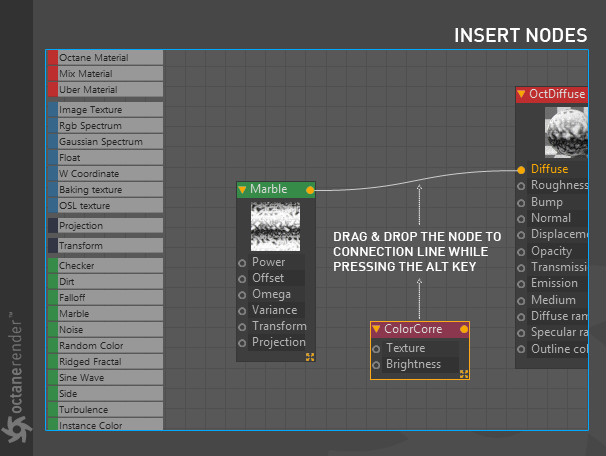 INSERT NODES
Octane Material
Mix Material
Uber Material
Image Texture
Rgb Spectrum
Gaussian Spectrum
Float
W Coordinate
Baking texture
OSL texture
Projection
Transform
Checker
Dirt
Falloff
Marble
Noise
Random Color
Ridged Fractal
Sine Wave
Side
Turbulence
Instance Color
Marble
Power
Offset
Omega
Variance
Transform
Projection
DRAG & DROP THE NODE TO
CONNECTION LINE WHILE
PRESSING THE ALT KEY
ColorCorre
Texture
Brightness
OctDiffuse
Diffuse
Roughness
Bump
Normal
Displaceme
Opacity
Transmissi
Emission
Medium
Diffuse ran
Specular ra
Outline col
octanerender™